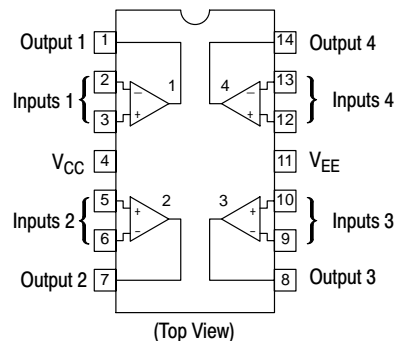 Output 1 1 14 Output 4
2 − 1 4 − 13
Inputs 1 { } Inputs 4
3 + + 12
VCC 4 11 VEE
5 + 2 3 + 10
Inputs 2 { } Inputs 3
6 − − 9
Output 2 7 8 Output 3
(Top View)